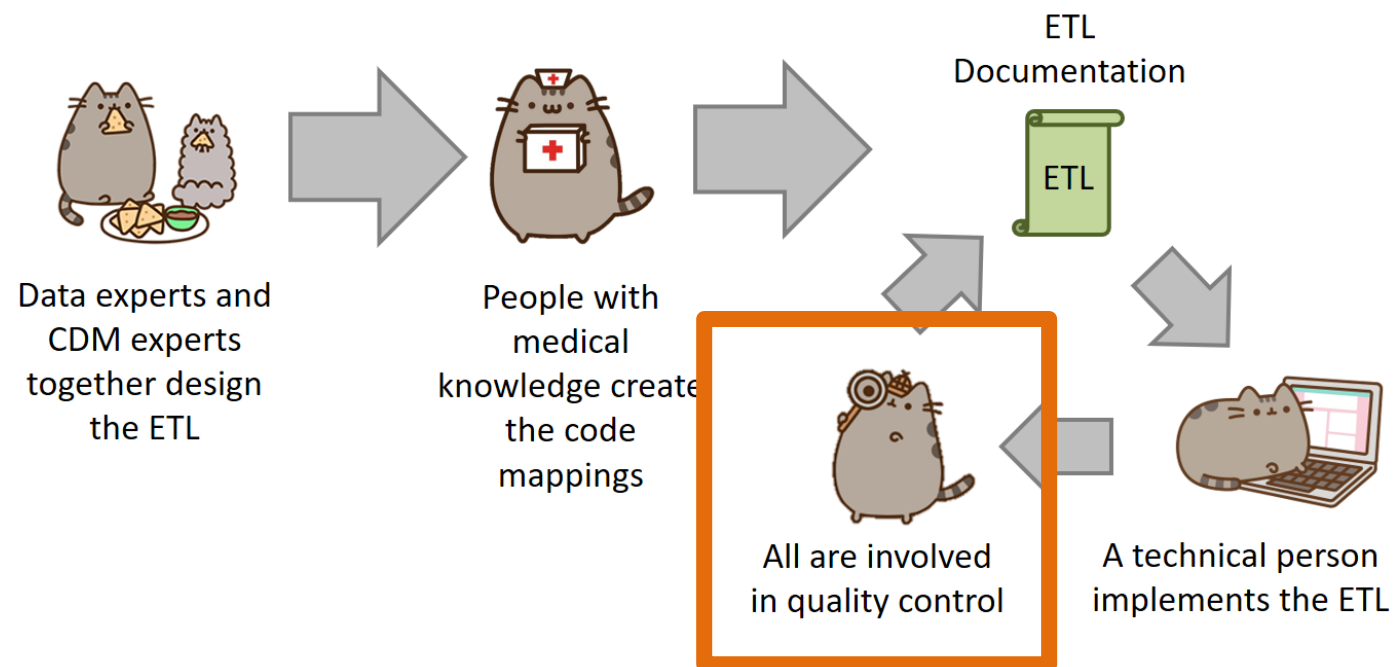 Data experts and
CDM experts
together design
the ETL
People with
medical
knowledge create
the code
mappings
ETL
Documentation
ETL
A technical person
implements the ETL
All are involved
in quality control